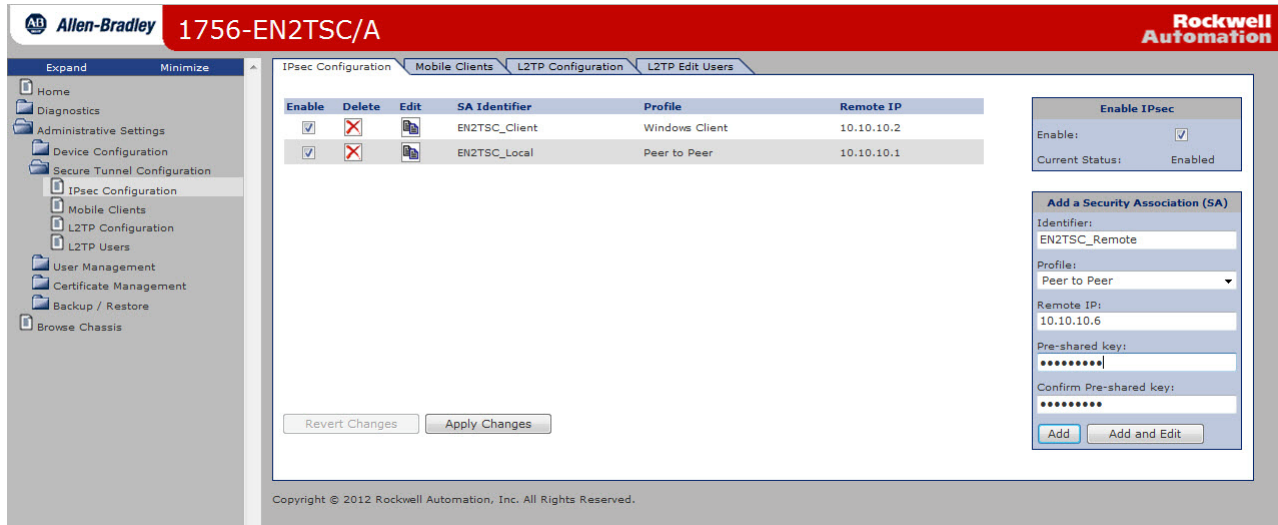 AB Allen-Bradley 1756-EN2TSC/A Rockwell Automation
Expand Minimize
Home
Diagnostics
Administrative Settings
Device Configuration
Secure Tunnel Configuration
IPsec Configuration
Mobile Clients
L2TP Configuration
L2TP Users
User Management
Certificate Management
Backup / Restore
Browse Chassis
IPsec Configuration Mobile Clients L2TP Configuration L2TP Edit Users
Enable Delete Edit SA Identifier Profile Remote IP
EN2TSC_Client Windows Client 10.10.10.2
EN2TSC_Local Peer to Peer 10.10.10.1
Revert Changes Apply Changes
Enable IPsec
Enable:
Current Status: Enabled
Add a Security Association (SA)
Identifier:
EN2TSC_Remote
Profile:
Peer to Peer
Remote IP:
10.10.10.6
Pre-shared key:
•••••••••
Confirm Pre-shared key:
•••••••••
Add Add and Edit
Copyright © 2012 Rockwell Automation, Inc. All Rights Reserved.